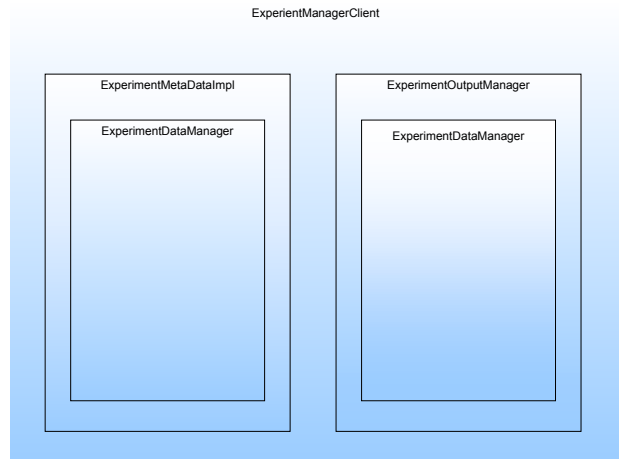 ExperientManagerClient
ExperimentMetaDataImpl
ExperimentOutputManager
ExperimentDataManager
ExperimentDataManager